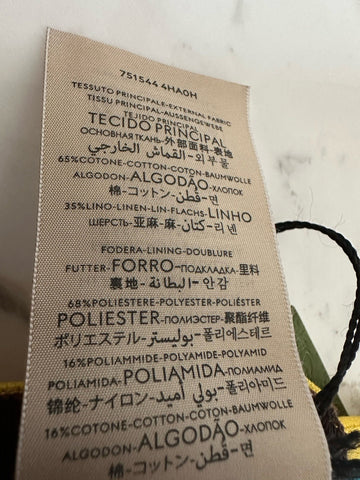 751544 4HA0H
TESSUTO PRINCIPALE-EXTERNAL FABRIC
TISSU PRINCIPAL-AUSSENGEWEBE
TEJIDO PRINCIPAL
TECIDO PRINCIPAL
ОСНОВНАЯ ТКАНЬ-外部面料-表地
القماش الخارجي-외부물
65%COTONE-COTTON-COTON-BAUMWOLLE
ALGODON-ALGODÃO-ХЛОПОК
棉-コットン-قطن-면
35%LINO-LINEN-LIN-FLACHS-LINHO
ШЕРСТЬ-亚麻-麻-كتان-리넨
FODERA-LINING-DOUBLURE
FUTTER-FORRO-ПОДКЛАДКА-里料
裏地-البطانة-안감
68%POLIESTERE-POLYESTER-POLIÉSTER
POLIESTER-ПОЛИЭСТЕР-聚酯纤维
ポリエステル-بوليستر-폴리에스테르
16%POLIAMMIDE-POLYAMIDE-POLYAMID
POLIAMIDA-POLIAMIDA-ПОЛИАМИД
锦纶-ナイロン-بولي أميد-폴리아미드
16%COTONE-COTTON-COTON-BAUMWOLLE
ALGODON-ALGODÃO-ХЛОПОК
棉-コットン-قطن-면